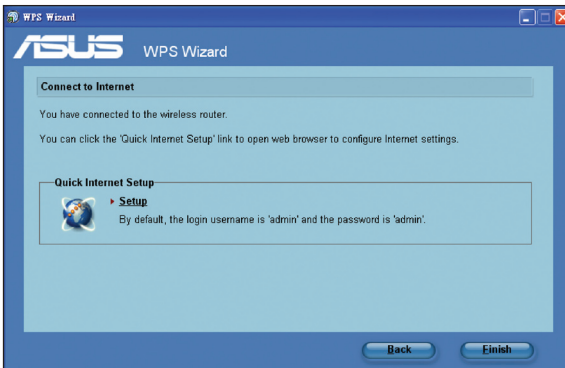 WPS Wizard
ASUS WPS Wizard
Connect to Internet
You have connected to the wireless router.
You can click the 'Quick Internet Setup' link to open web browser to configure Internet settings.
Quick Internet Setup
Setup
By default, the login username is 'admin' and the password is 'admin'.
Back Finish